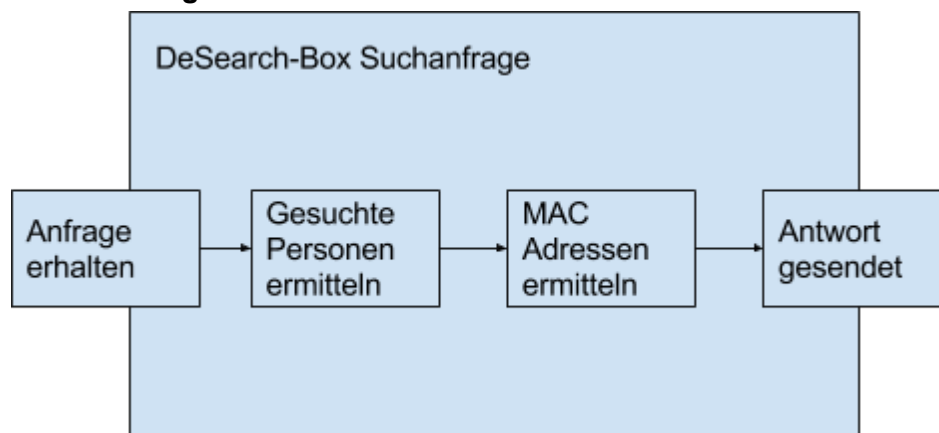 DeSearch-Box Suchanfrage
Anfrage
erhalten
Gesuchte
Personen
ermitteln
MAC
Adressen
ermitteln
Antwort
gesendet